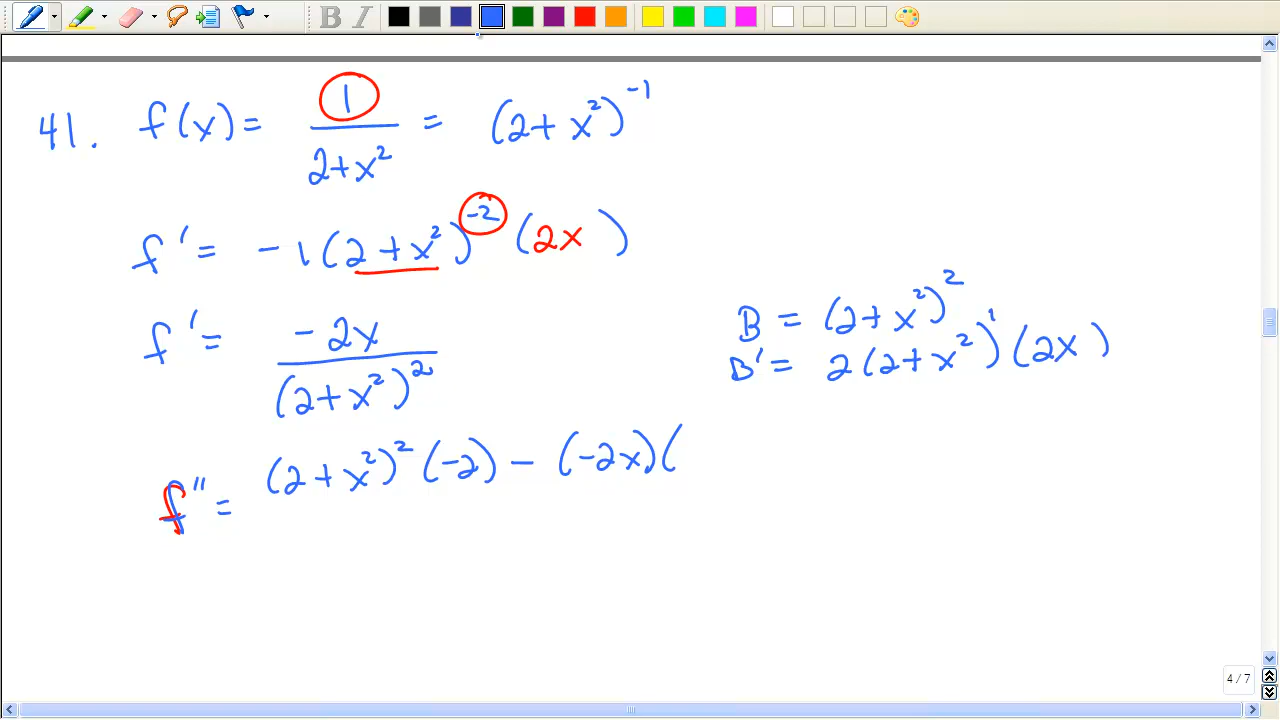 B I A
41. f(x) = 1/(2+x²) = (2+x²)⁻¹
f' = -1(2+x²)⁻² (2x)
B = (2+x²)²
f' = -2x/(2+x²)²
B' = 2(2+x²)¹(2x)
f'' = (2+x²)²(-2) - (-2x)(
4 / 7